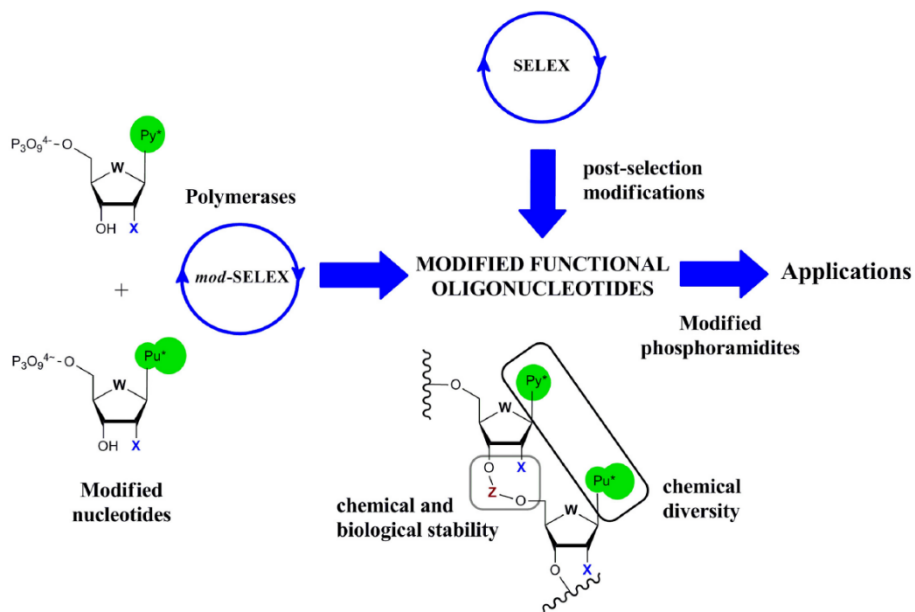 SELEX
post-selection
modifications
P₃O₉⁴⁻
O
Py*
W
OH
X
Polymerases
+
mod-SELEX
MODIFIED FUNCTIONAL
OLIGONUCLEOTIDES
Applications
Modified
phosphoramidites
P₃O₉⁴⁻
O
Pu*
W
OH
X
Modified
nucleotides
O
Py*
W
O
X
Z
O
Pu*
W
O
X
chemical and
biological stability
chemical
diversity